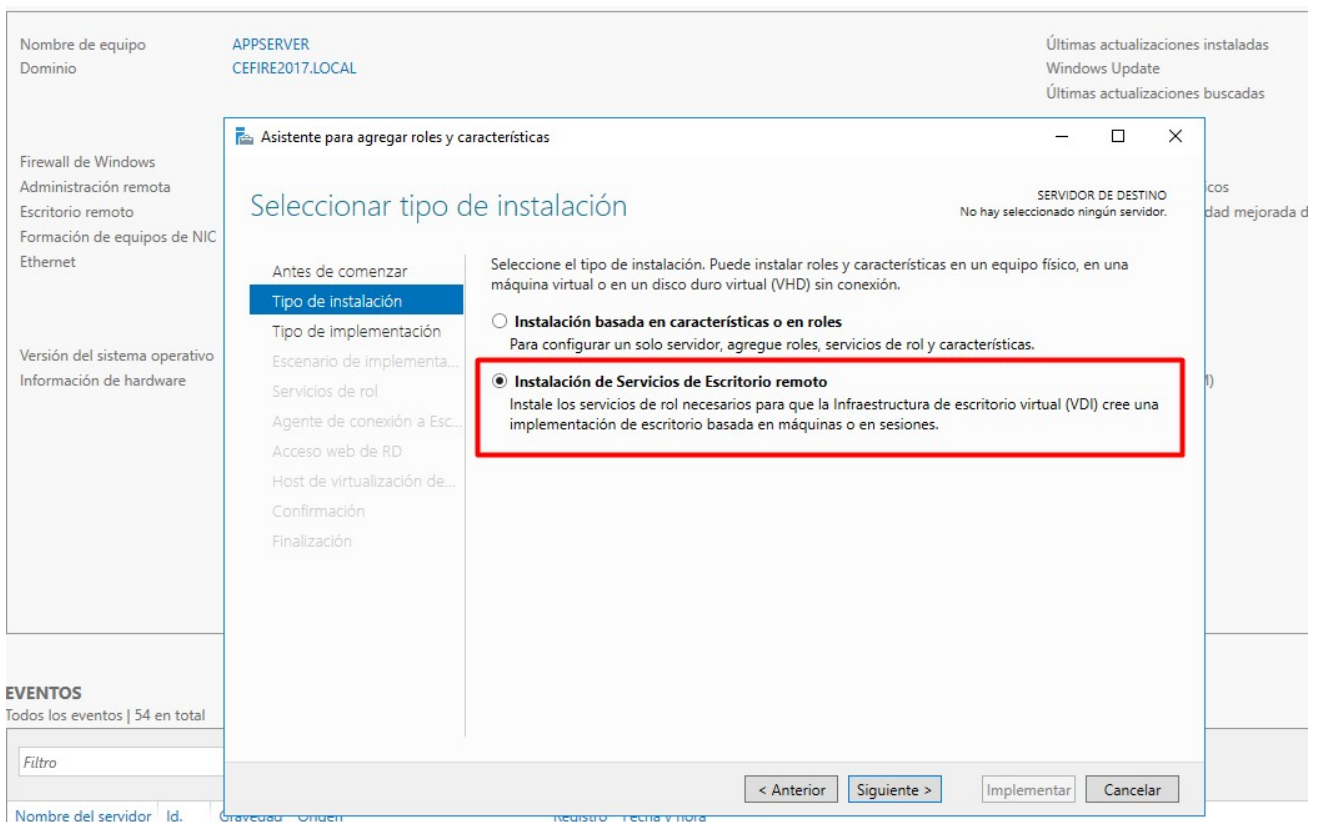 Nombre de equipo APPSERVER Últimas actualizaciones instaladas
Dominio CEFIRE2017.LOCAL Windows Update
Últimas actualizaciones buscadas
Asistente para agregar roles y características
Firewall de Windows
Administración remota
Escritorio remoto
Formación de equipos de NIC
Ethernet
Versión del sistema operativo
Información de hardware
Seleccionar tipo de instalación
SERVIDOR DE DESTINO
No hay seleccionado ningún servidor.
dad mejorada d
Antes de comenzar
Tipo de instalación
Tipo de implementación
Escenario de implementa...
Servicios de rol
Agente de conexión a Esc...
Acceso web de RD
Host de virtualización de...
Confirmación
Finalización
Seleccione el tipo de instalación. Puede instalar roles y características en un equipo físico, en una
máquina virtual o en un disco duro virtual (VHD) sin conexión.
Instalación basada en características o en roles
Para configurar un solo servidor, agregue roles, servicios de rol y características.
Instalación de Servicios de Escritorio remoto
Instale los servicios de rol necesarios para que la Infraestructura de escritorio virtual (VDI) cree una
implementación de escritorio basada en máquinas o en sesiones.
< Anterior Siguiente > Implementar Cancelar
EVENTOS
Todos los eventos | 54 en total
Filtro
Nombre del servidor Id. Gravedad Origen Registro Fecha y hora